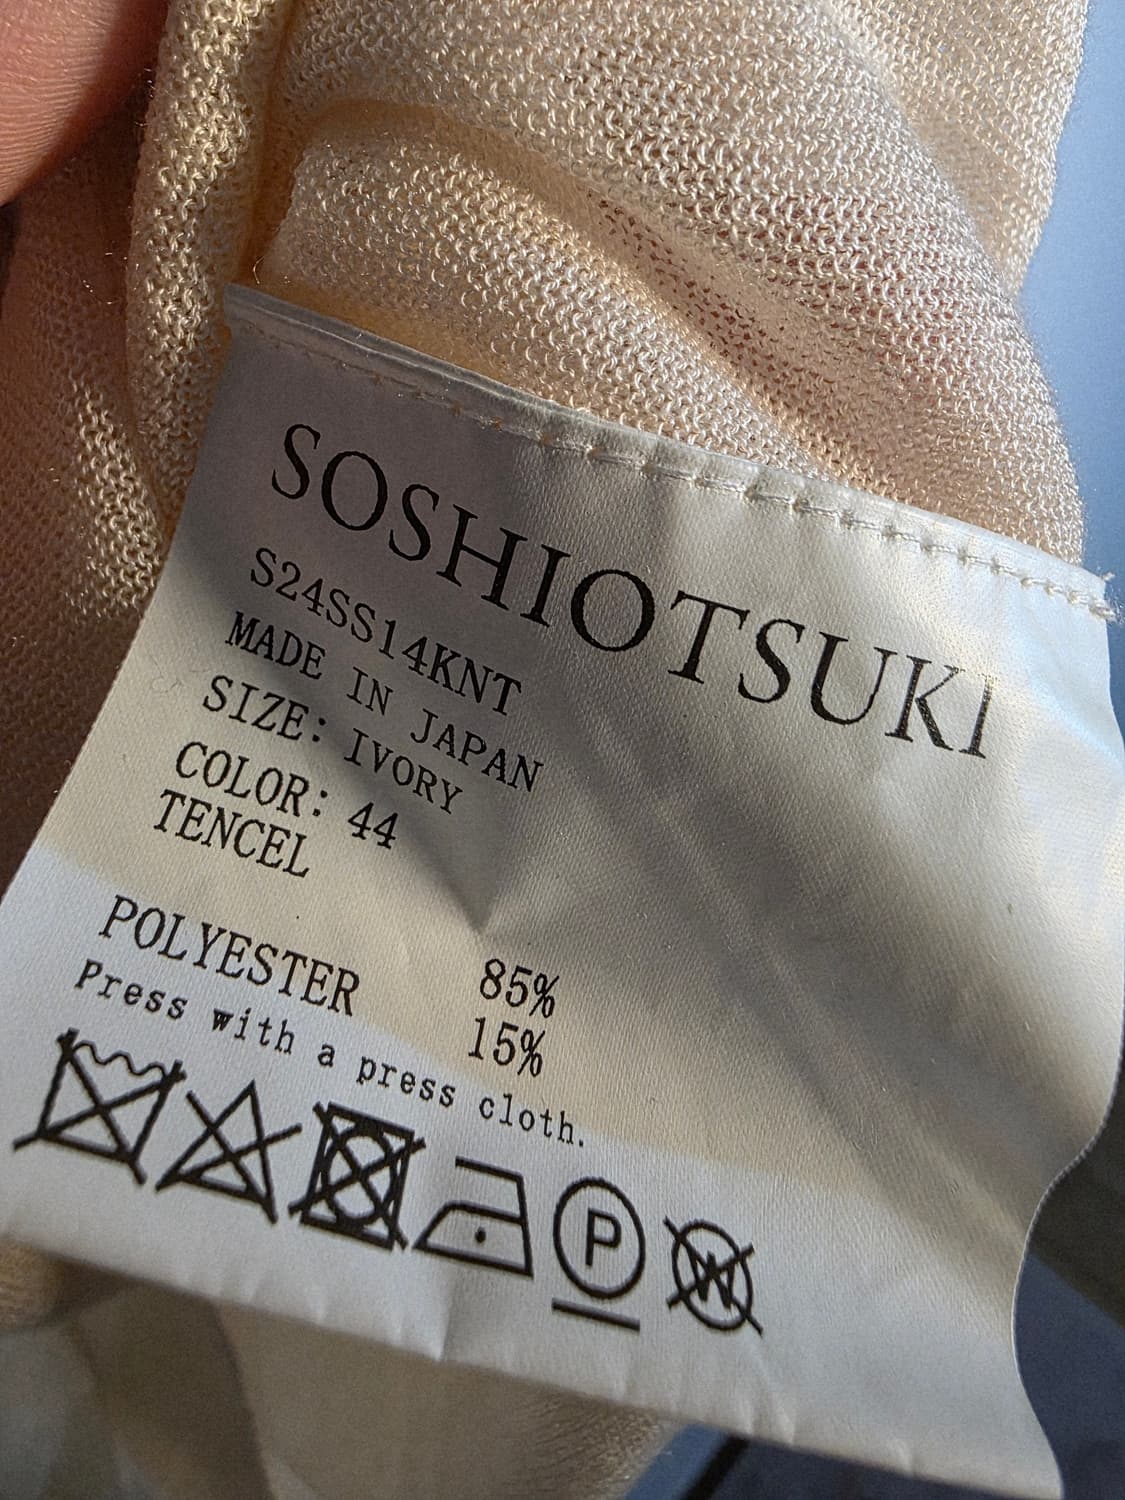 SOSHIOTSUKI
S24SS14KNT
MADE IN JAPAN
SIZE: IVORY
COLOR: 44
TENCEL 85%
POLYESTER 15%
Press with a press cloth.
P W